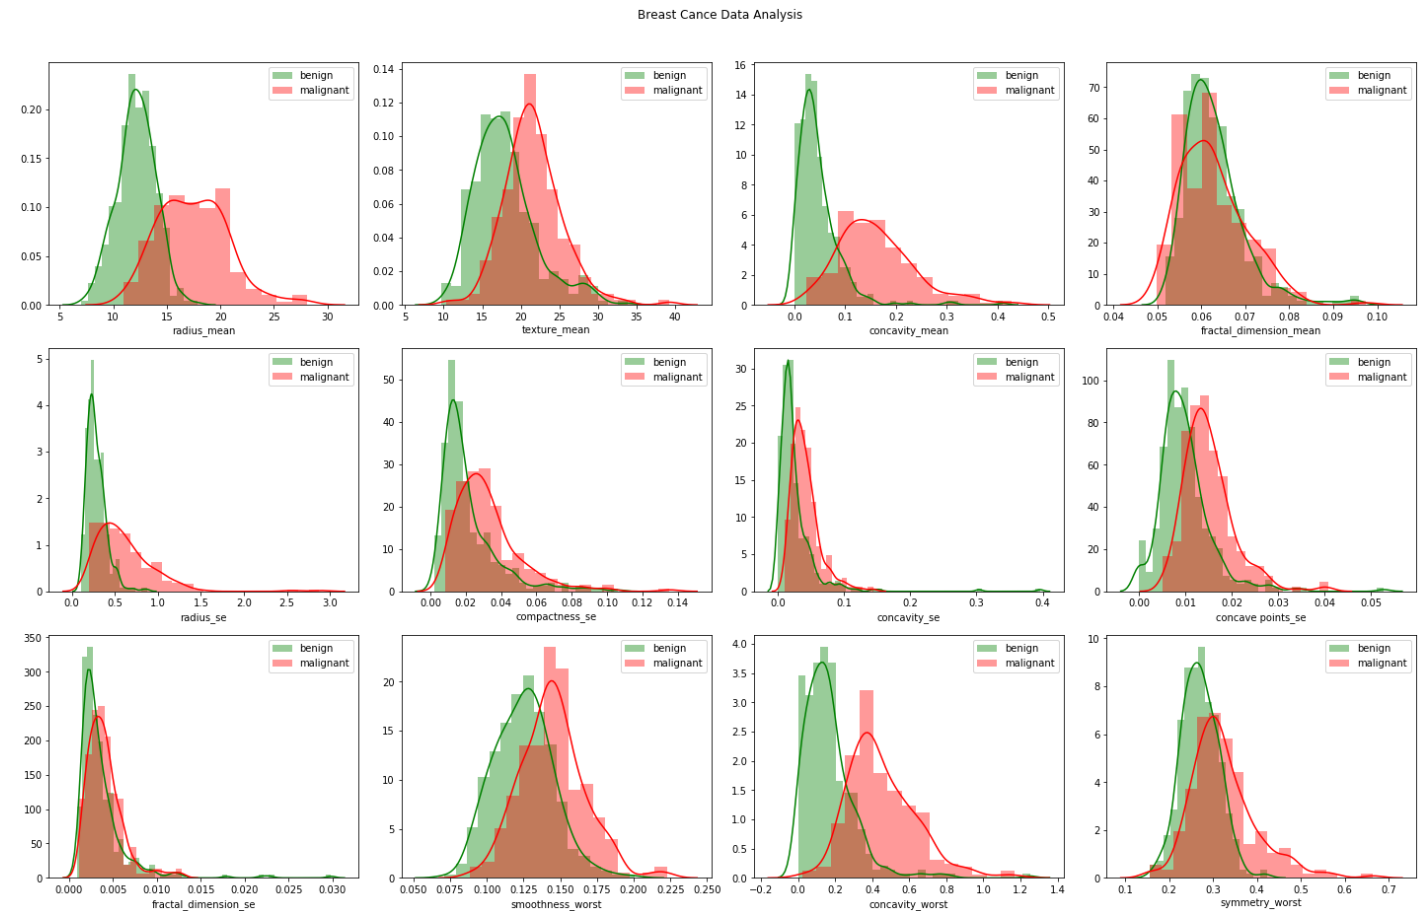 Breast Cance Data Analysis
benign
malignant
0.20
0.15
0.10
0.05
0.00
5 10 15 20 25 30
radius_mean
benign
malignant
0.14
0.12
0.10
0.08
0.06
0.04
0.02
0.00
5 10 15 20 25 30 35 40
texture_mean
benign
malignant
16
14
12
10
8
6
4
2
0
0.0 0.1 0.2 0.3 0.4 0.5
concavity_mean
benign
malignant
70
60
50
40
30
20
10
0
0.04 0.05 0.06 0.07 0.08 0.09 0.10
fractal_dimension_mean
benign
malignant
5
4
3
2
1
0
0.0 0.5 1.0 1.5 2.0 2.5 3.0
radius_se
benign
malignant
50
40
30
20
10
0
0.00 0.02 0.04 0.06 0.08 0.10 0.12 0.14
compactness_se
benign
malignant
30
25
20
15
10
5
0
0.0 0.1 0.2 0.3 0.4
concavity_se
benign
malignant
100
80
60
40
20
0
0.00 0.01 0.02 0.03 0.04 0.05
concave points_se
benign
malignant
350
300
250
200
150
100
50
0
0.000 0.005 0.010 0.015 0.020 0.025 0.030
fractal_dimension_se
benign
malignant
20
15
10
5
0
0.050 0.075 0.100 0.125 0.150 0.175 0.200 0.225 0.250
smoothness_worst
benign
malignant
4.0
3.5
3.0
2.5
2.0
1.5
1.0
0.5
0.0
−0.2 0.0 0.2 0.4 0.6 0.8 1.0 1.2 1.4
concavity_worst
benign
malignant
10
8
6
4
2
0
0.1 0.2 0.3 0.4 0.5 0.6 0.7
symmetry_worst